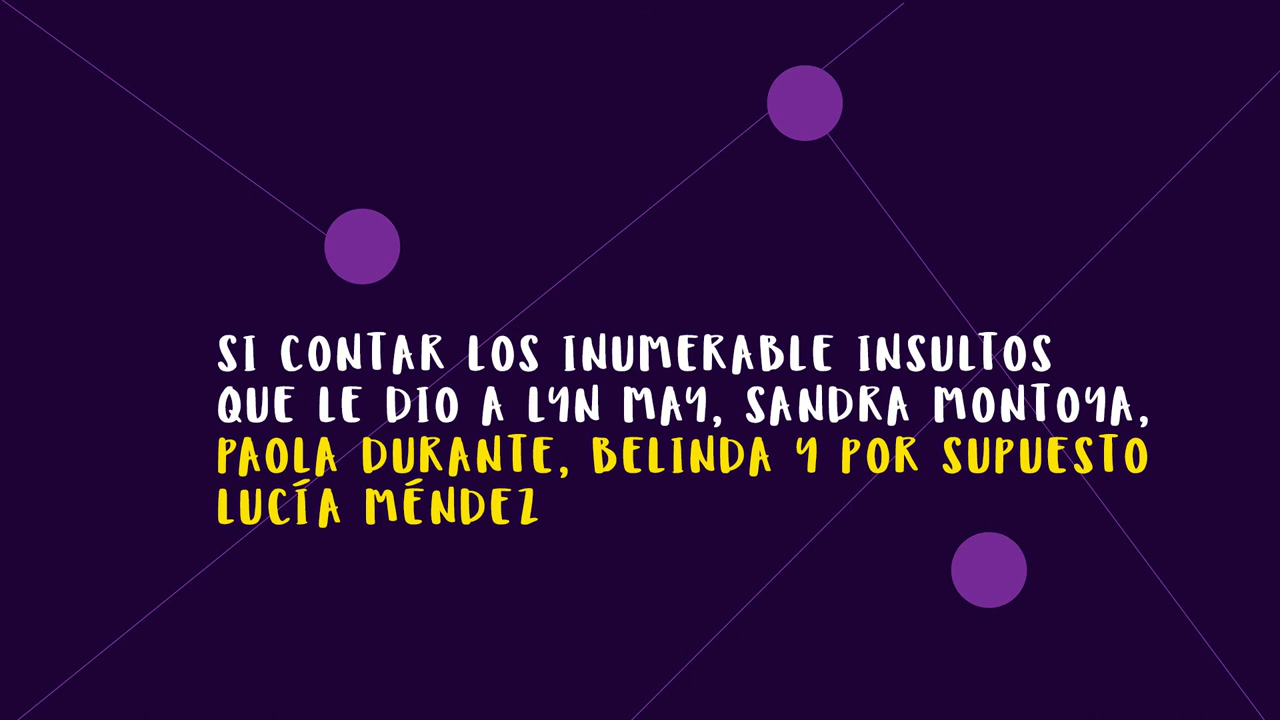 SI CONTAR LOS INUMERABLE INSULTOS
QUE LE DIO A LYN MAY, SANDRA MONTOYA,
PAOLA DURANTE, BELINDA Y POR SUPUESTO
LUCÍA MÉNDEZ